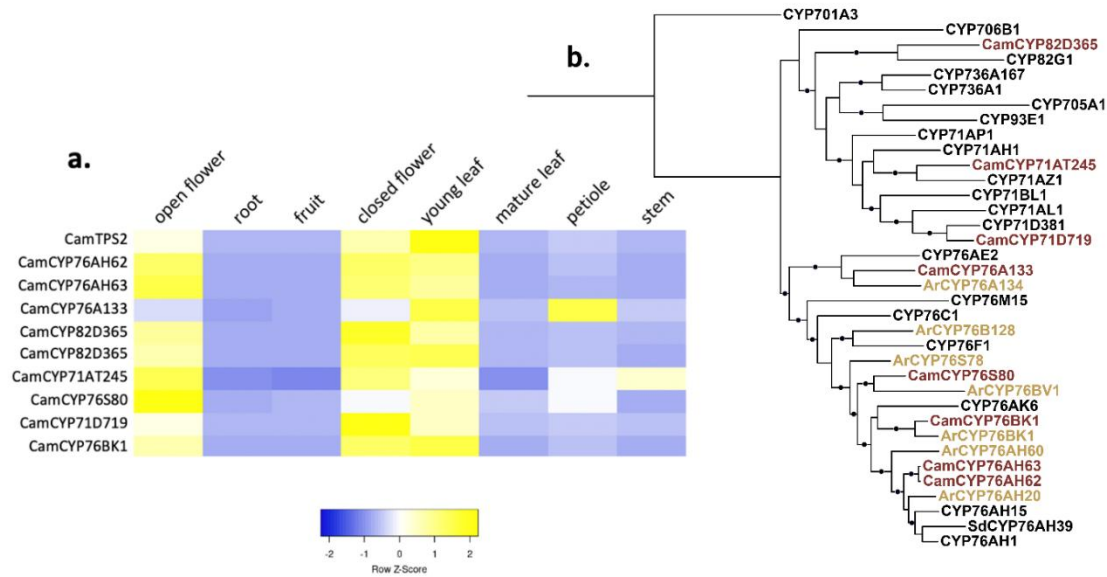 a.
open flower
root
fruit
closed flower
young leaf
mature leaf
petiole
stem
CamTPS2
CamCYP76AH62
CamCYP76AH63
CamCYP76A133
CamCYP82D365
CamCYP82D365
CamCYP71AT245
CamCYP76S80
CamCYP71D719
CamCYP76BK1
-2 -1 0 1 2
Row Z-Score
b.
CYP701A3
CYP706B1
CamCYP82D365
CYP82G1
CYP736A167
CYP736A1
CYP705A1
CYP93E1
CYP71AP1
CYP71AH1
CamCYP71AT245
CYP71AZ1
CYP71BL1
CYP71AL1
CYP71D381
CamCYP71D719
CYP76AE2
CamCYP76A133
ArCYP76A134
CYP76M15
CYP76C1
ArCYP76B128
CYP76F1
ArCYP76S78
CamCYP76S80
ArCYP76BV1
CYP76AK6
CamCYP76BK1
ArCYP76BK1
ArCYP76AH60
CamCYP76AH63
CamCYP76AH62
ArCYP76AH20
CYP76AH15
SdCYP76AH39
CYP76AH1